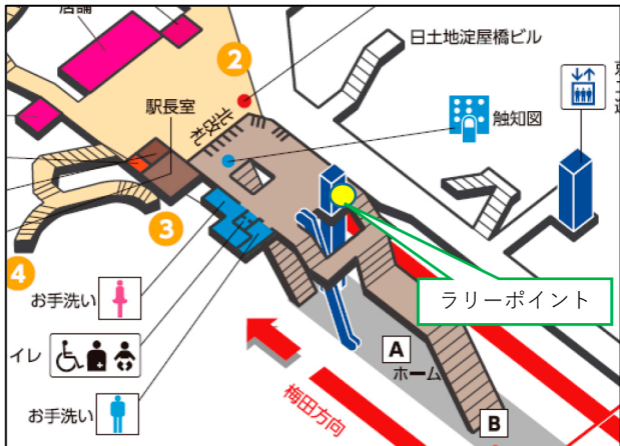 店舗
2
日土地淀屋橋ビル
駅長室
北改札
触知図
3
4
お手洗い
ラリーポイント
イレ
A
ホーム
お手洗い
梅田方向
B